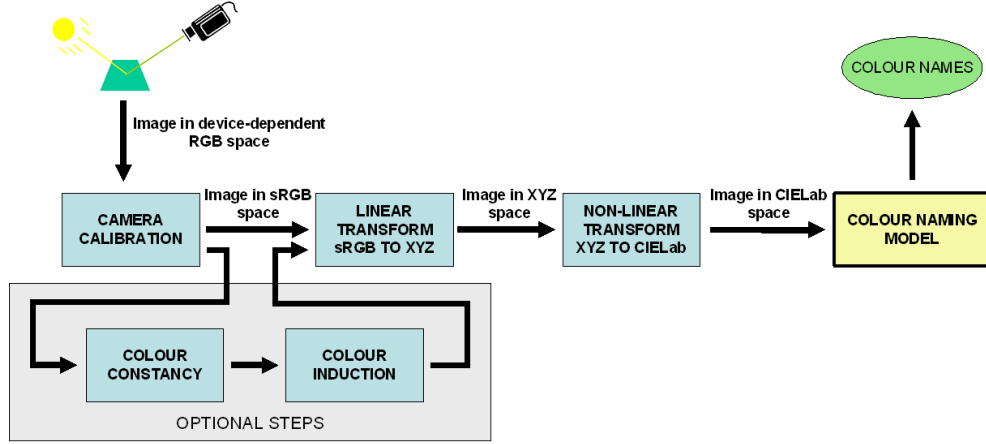 COLOUR NAMES
Image in device-dependent
RGB space
CAMERA
CALIBRATION
Image in sRGB
space
LINEAR
TRANSFORM
sRGB TO XYZ
Image in XYZ
space
NON-LINEAR
TRANSFORM
XYZ TO CIELab
Image in CIELab
space
COLOUR NAMING
MODEL
COLOUR
CONSTANCY
COLOUR
INDUCTION
OPTIONAL STEPS